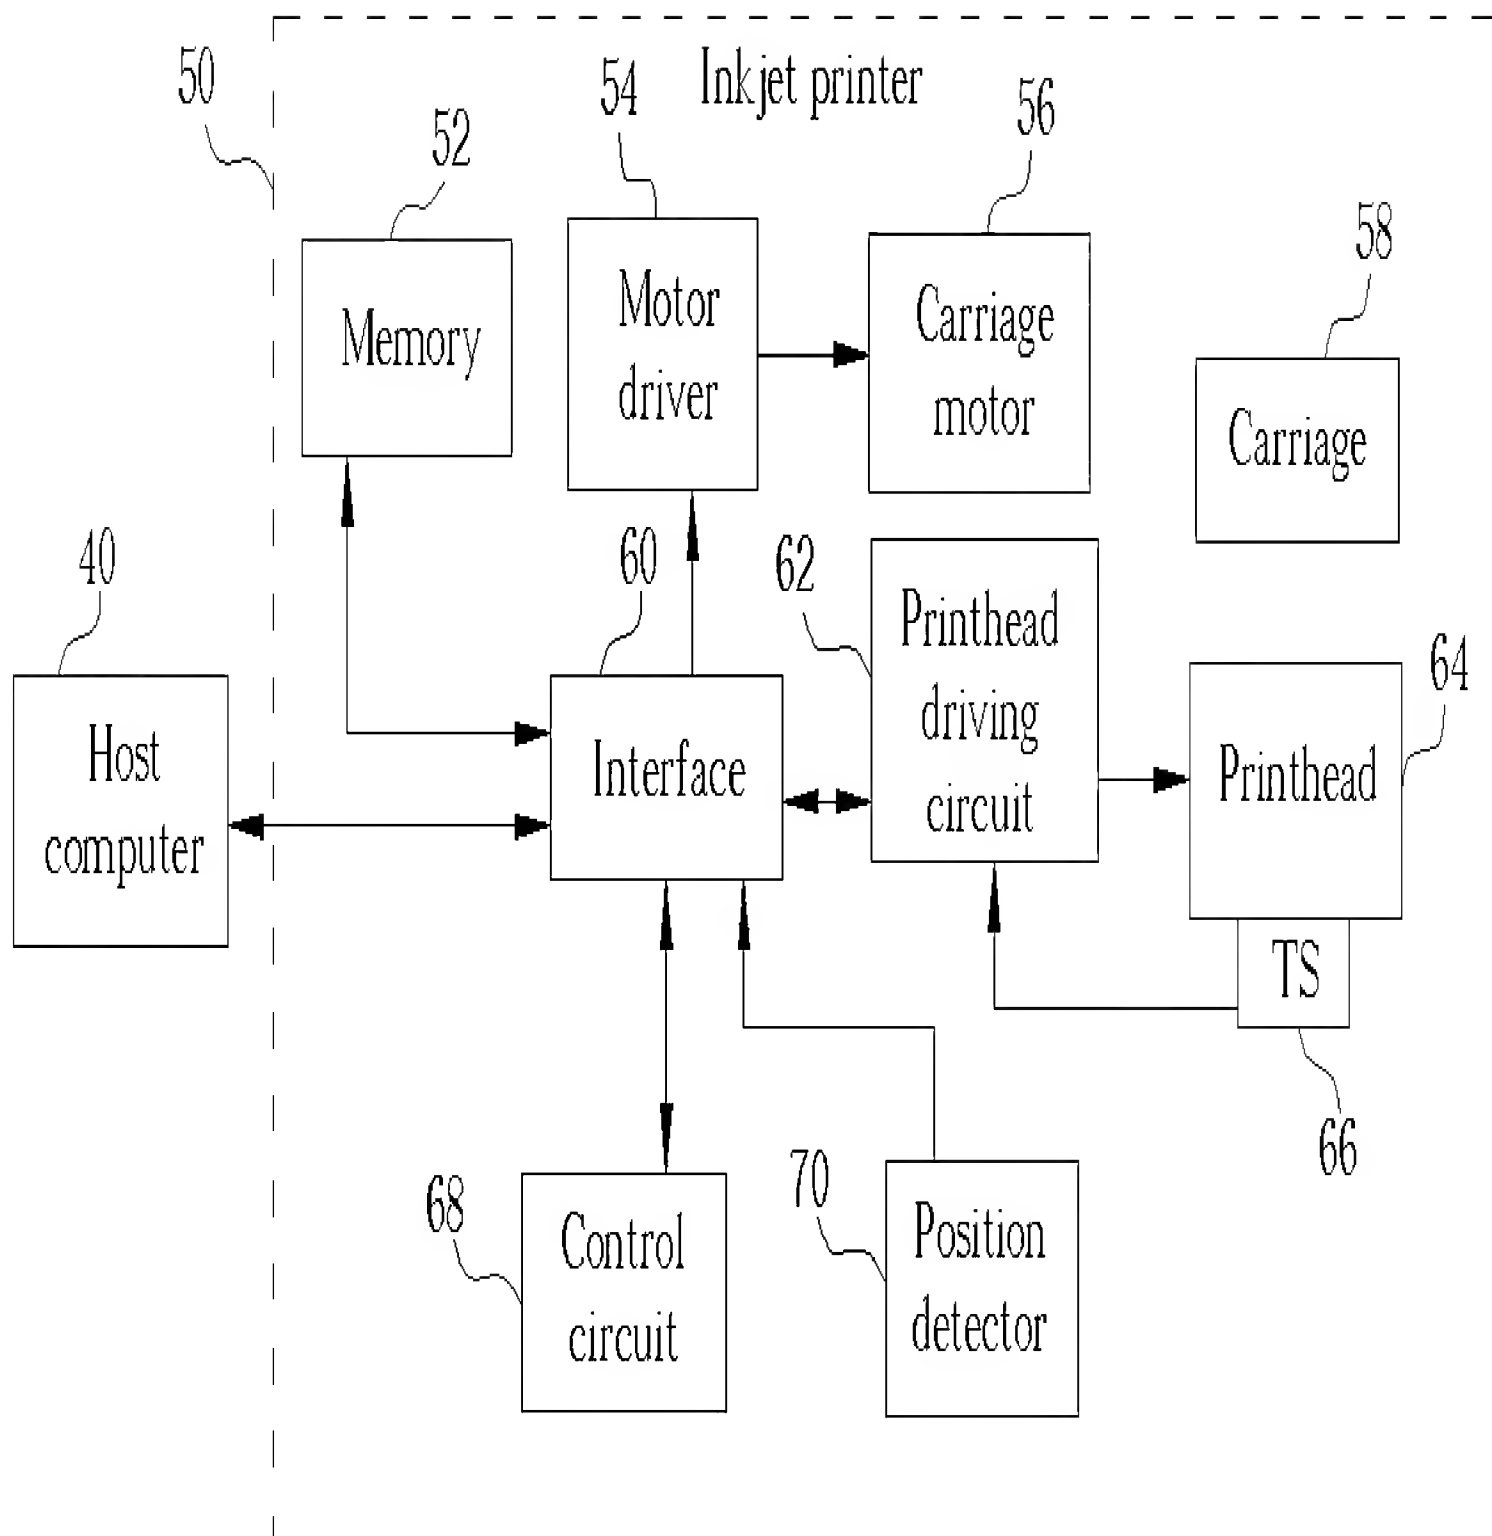 Inkjet printer
50
52
54
56
58
Memory
Motor
driver
Carriage
motor
Carriage
40
60
62
64
Host
computer
Interface
Printhead
driving
circuit
Printhead
TS
66
68
70
Control
circuit
Position
detector